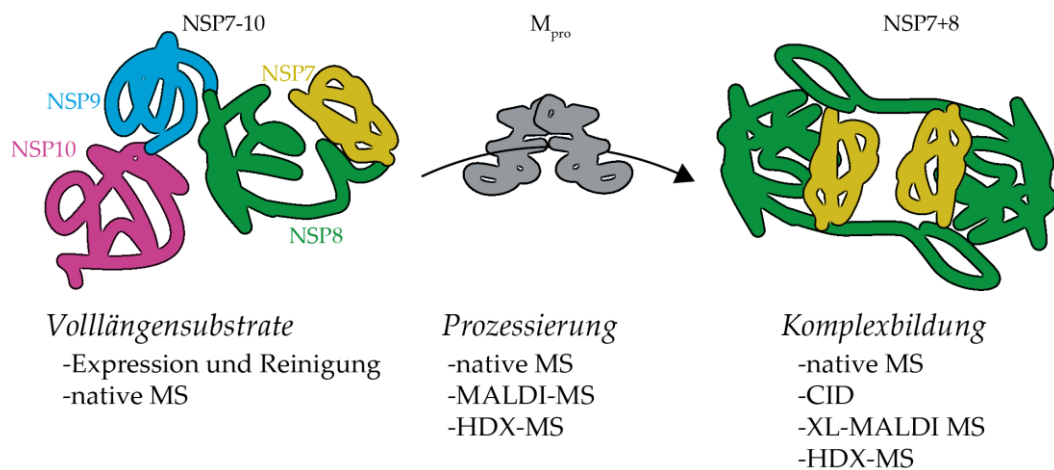 NSP7-10
M_pro
NSP7+8
NSP7
NSP9
NSP10
NSP8
Volllängensubstrate
-Expression und Reinigung
-native MS
Prozessierung
-native MS
-MALDI-MS
-HDX-MS
Komplexbildung
-native MS
-CID
-XL-MALDI MS
-HDX-MS